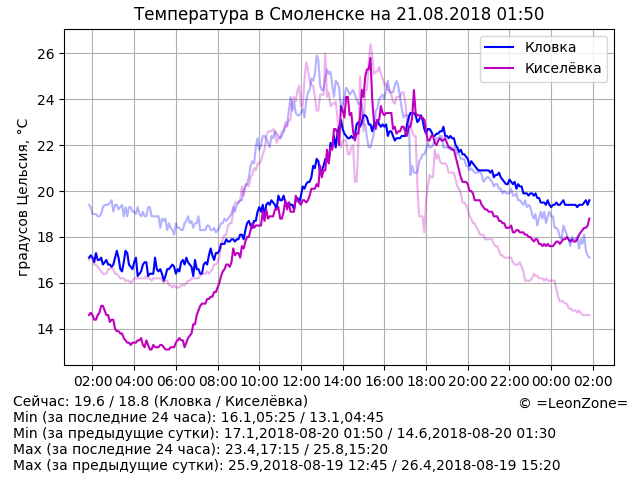 Температура в Смоленске на 21.08.2018 01:50
Кловка
Киселёвка
градусов Цельсия, °C
26
24
22
20
18
16
14
02:00 04:00 06:00 08:00 10:00 12:00 14:00 16:00 18:00 20:00 22:00 00:00 02:00
Сейчас: 19.6 / 18.8 (Кловка / Киселёвка)
© =LeonZone=
Min (за последние 24 часа): 16.1,05:25 / 13.1,04:45
Min (за предыдущие сутки): 17.1,2018-08-20 01:50 / 14.6,2018-08-20 01:30
Max (за последние 24 часа): 23.4,17:15 / 25.8,15:20
Max (за предыдущие сутки): 25.9,2018-08-19 12:45 / 26.4,2018-08-19 15:20